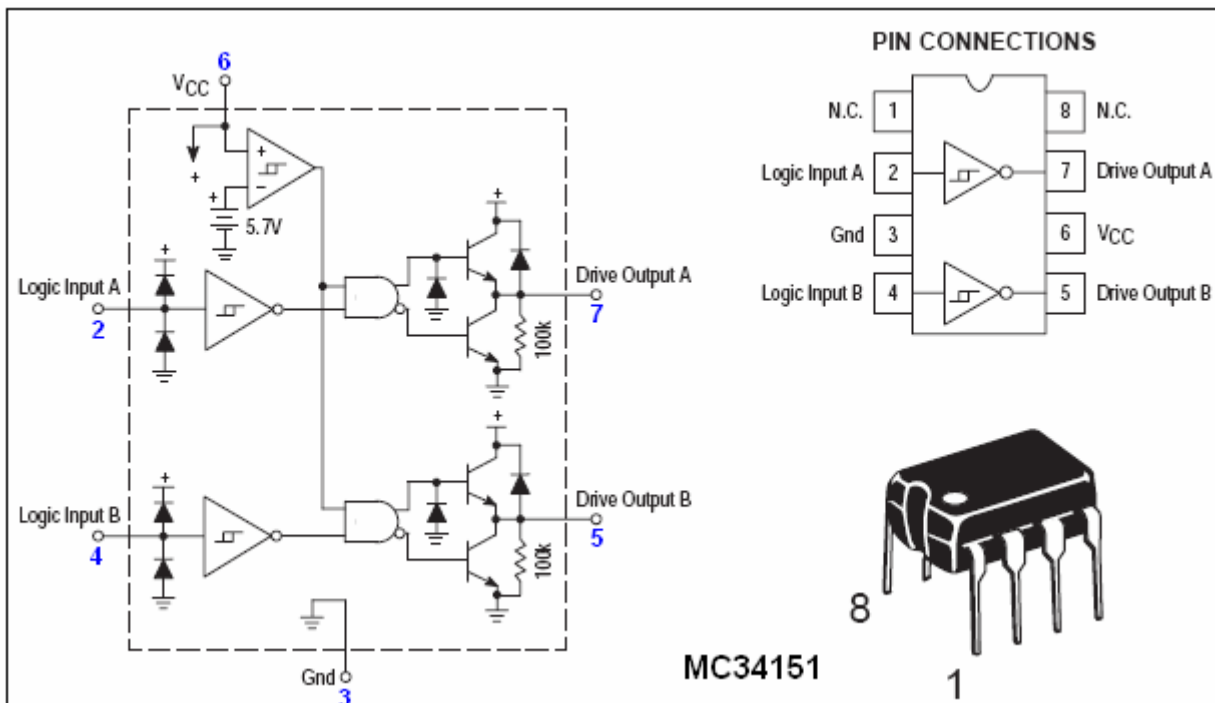 6
VCC
+
+
−
+
5.7V
+
Logic Input A
2
+
Drive Output A
7
100k
+
Logic Input B
4
+
Drive Output B
5
100k
Gnd
3
PIN CONNECTIONS
N.C. 1 8 N.C.
Logic Input A 2 7 Drive Output A
Gnd 3 6 VCC
Logic Input B 4 5 Drive Output B
8
1
MC34151